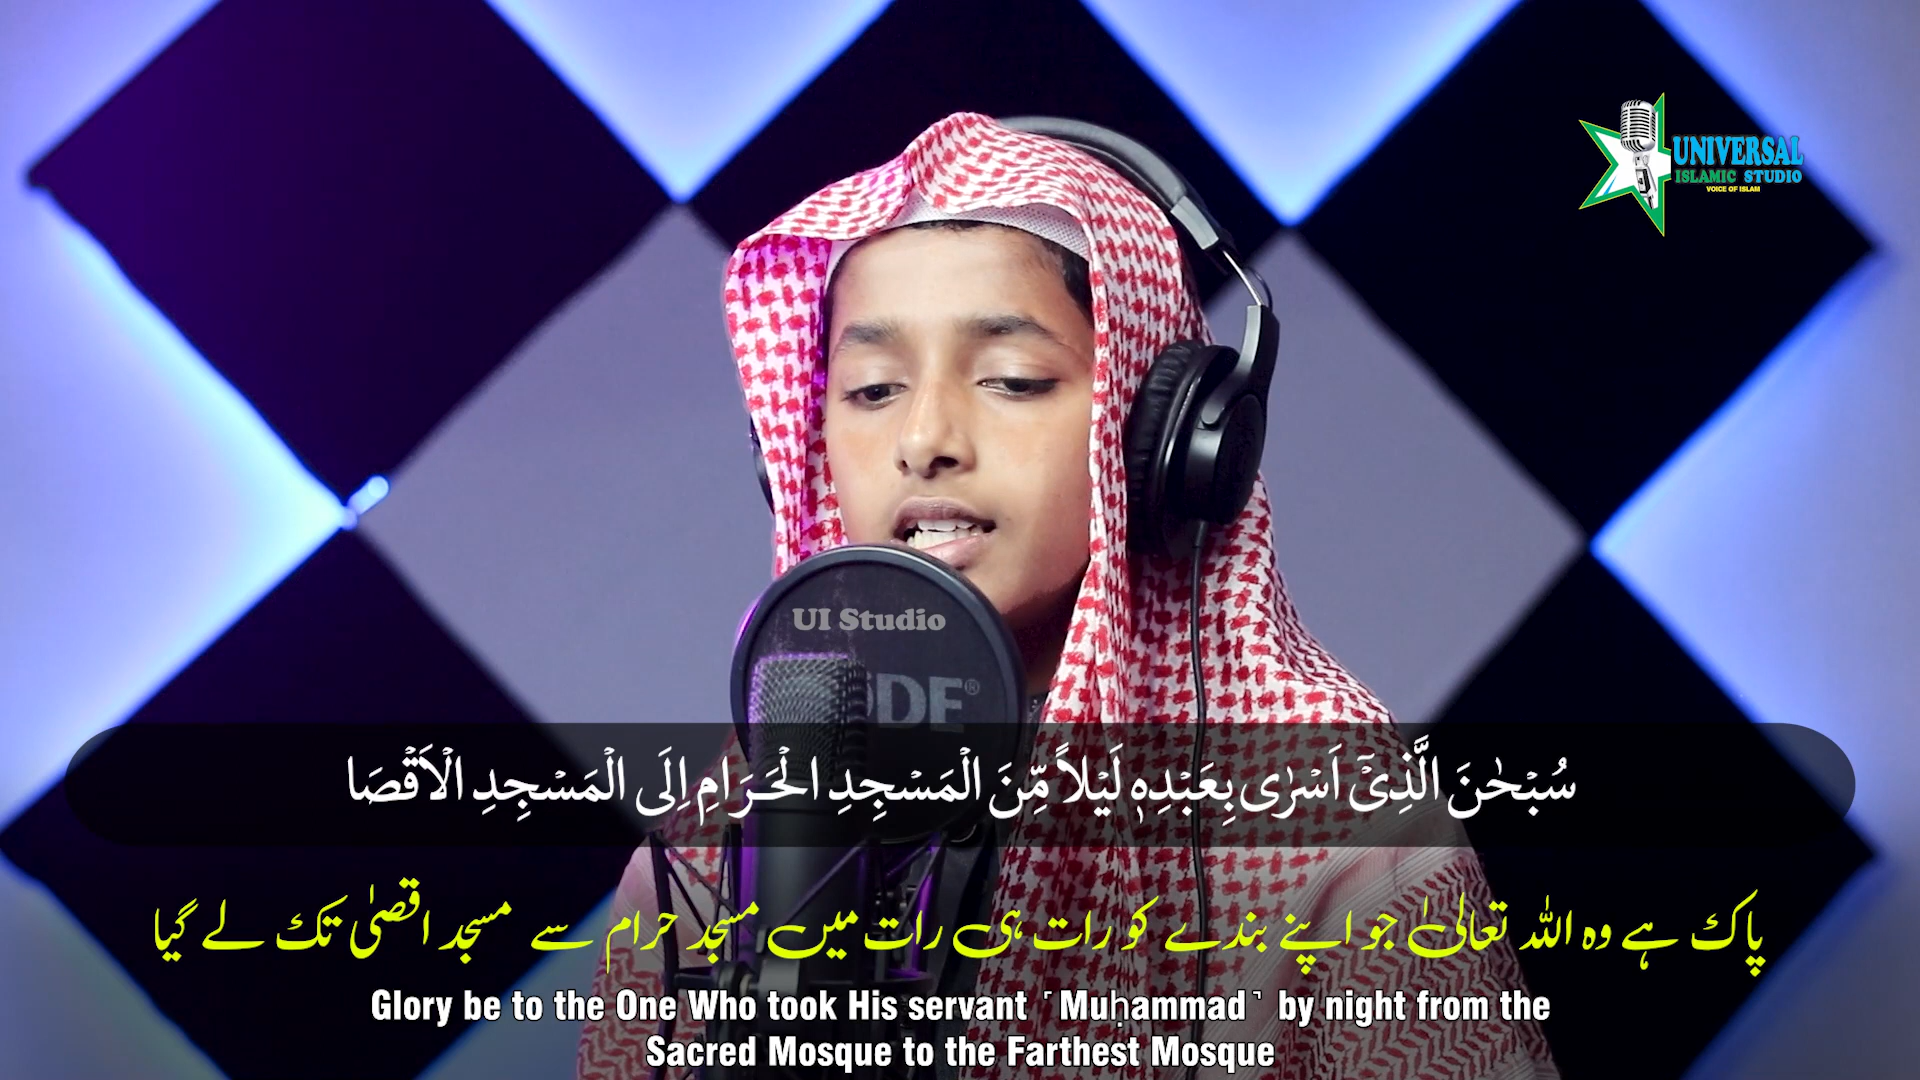 UNIVERSAL
ISLAMIC STUDIO
VOICE OF ISLAM
UI Studio
سُبْحٰنَ الَّذِیْۤ اَسْرٰی بِعَبْدِهٖ لَیْلًا مِّنَ الْمَسْجِدِ الْحَرَامِ اِلَی الْمَسْجِدِ الْاَقْصَا
پاک ہے وہ اللہ تعالیٰ جو اپنے بندے کو رات ہی رات میں مسجد حرام سے مسجد اقصیٰ تک لے گیا
Glory be to the One Who took His servant ˹Muḥammad˺ by night from the
Sacred Mosque to the Farthest Mosque